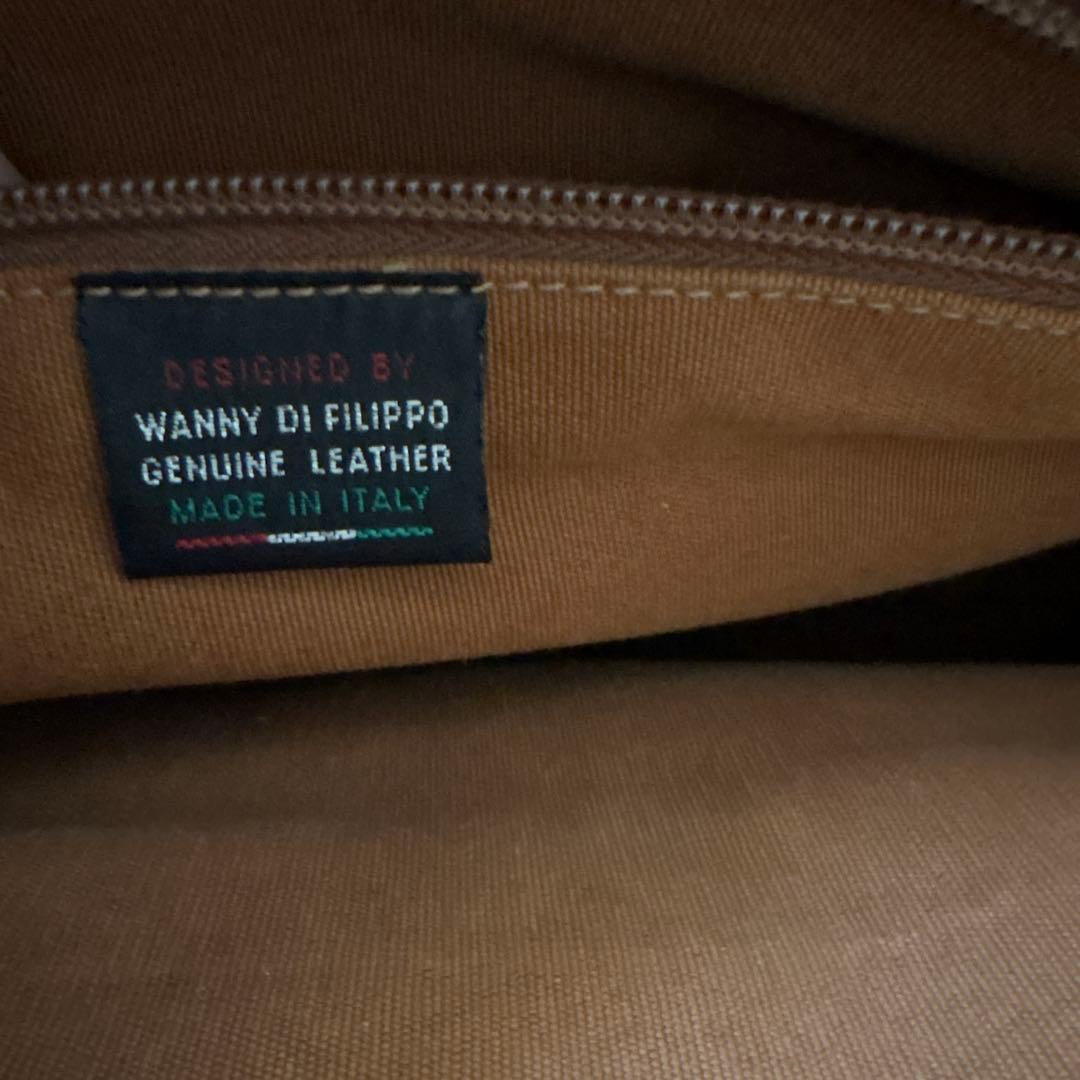 DESIGNED BY
WANNY DI FILIPPO
GENUINE LEATHER
MADE IN ITALY